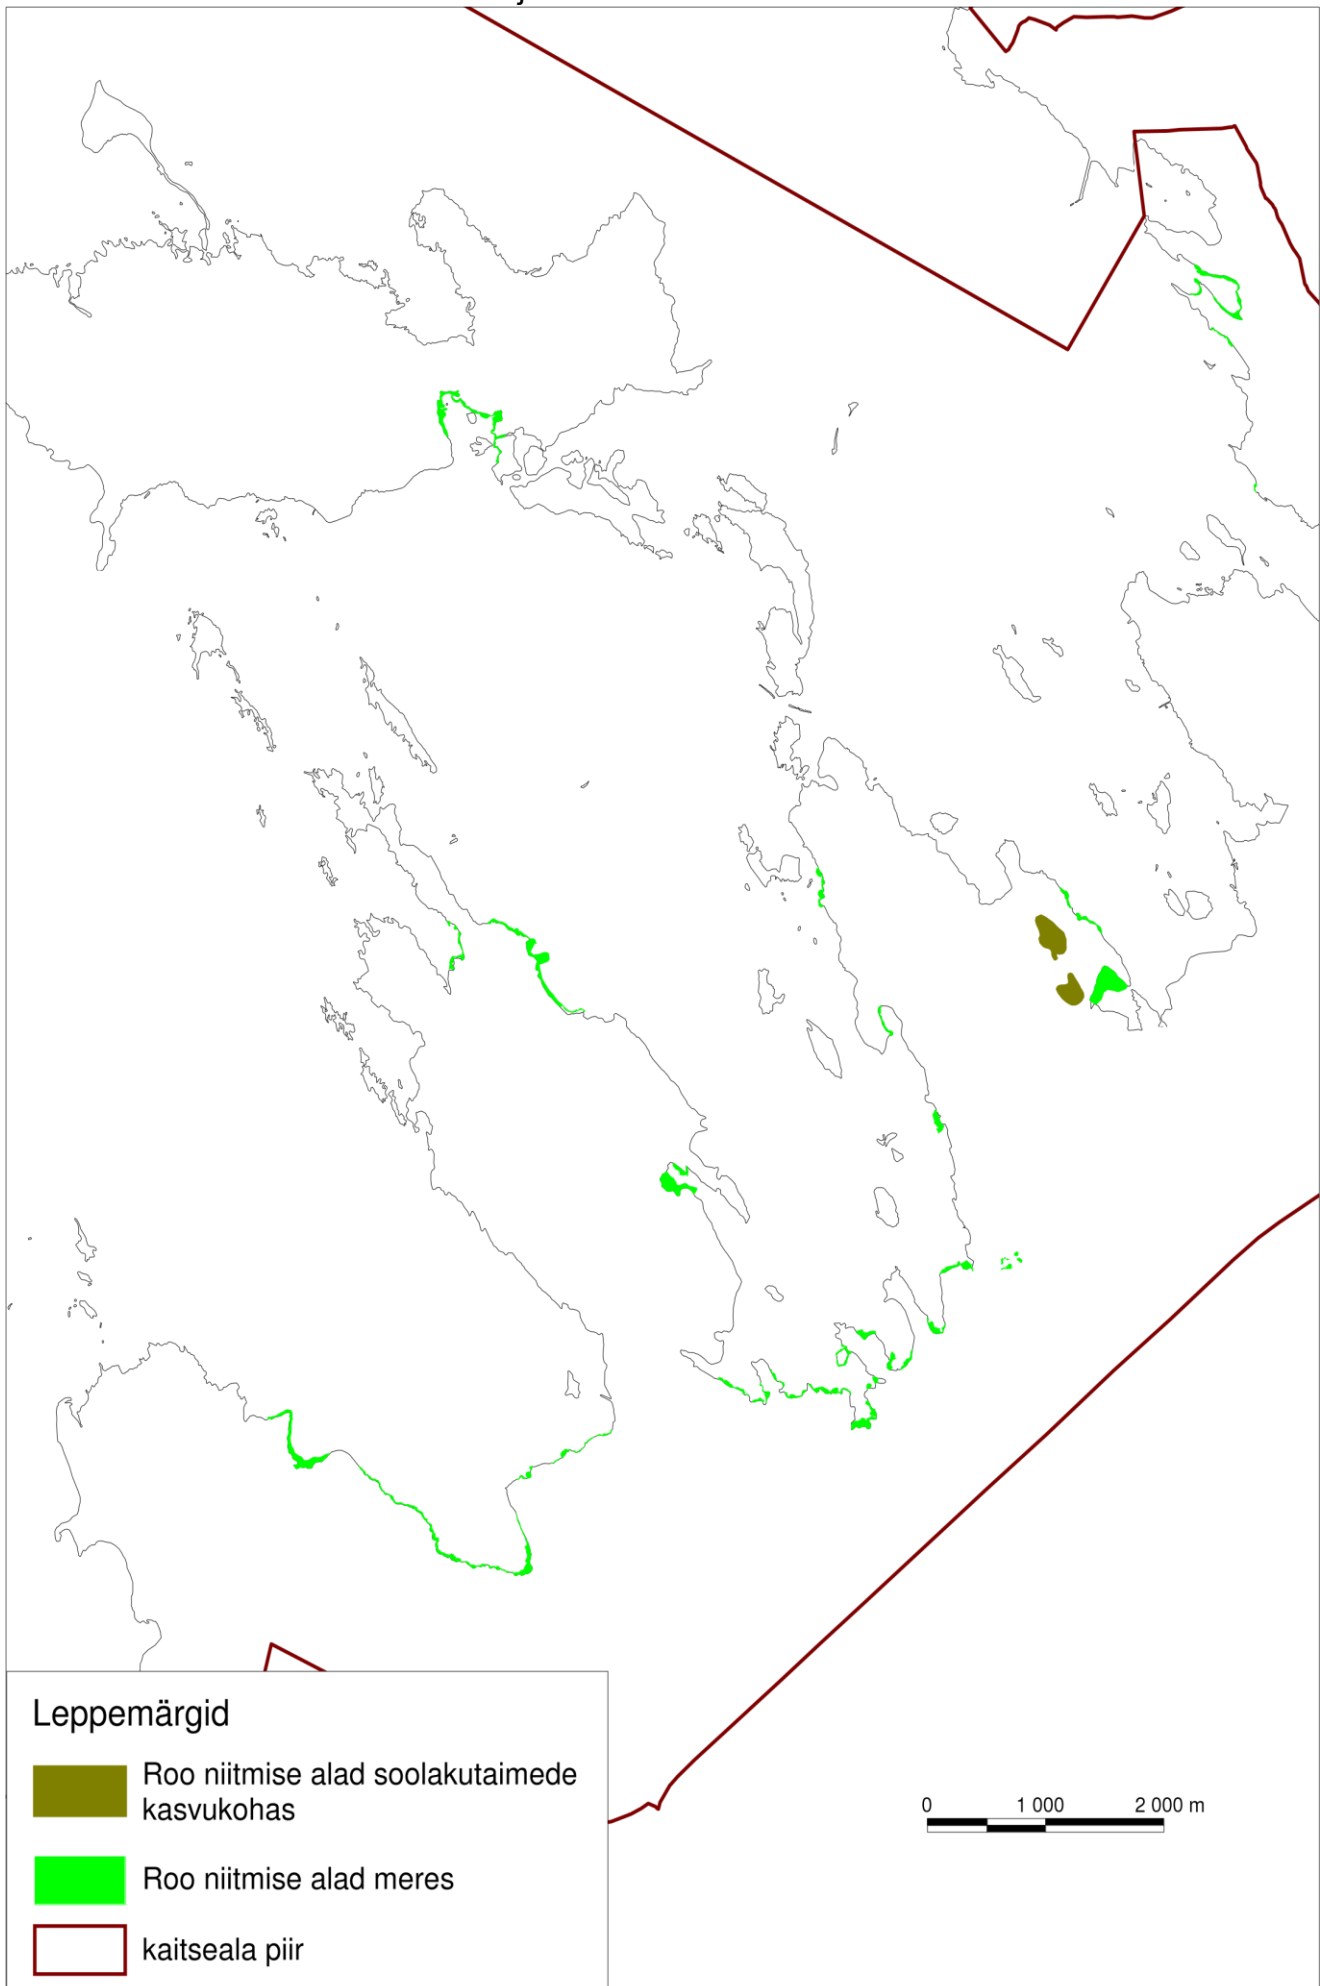 Leppemärgid
Roo niitmise alad soolakutaimede
kasvukohas
Roo niitmise alad meres
kaitseala piir
0 1 000 2 000 m